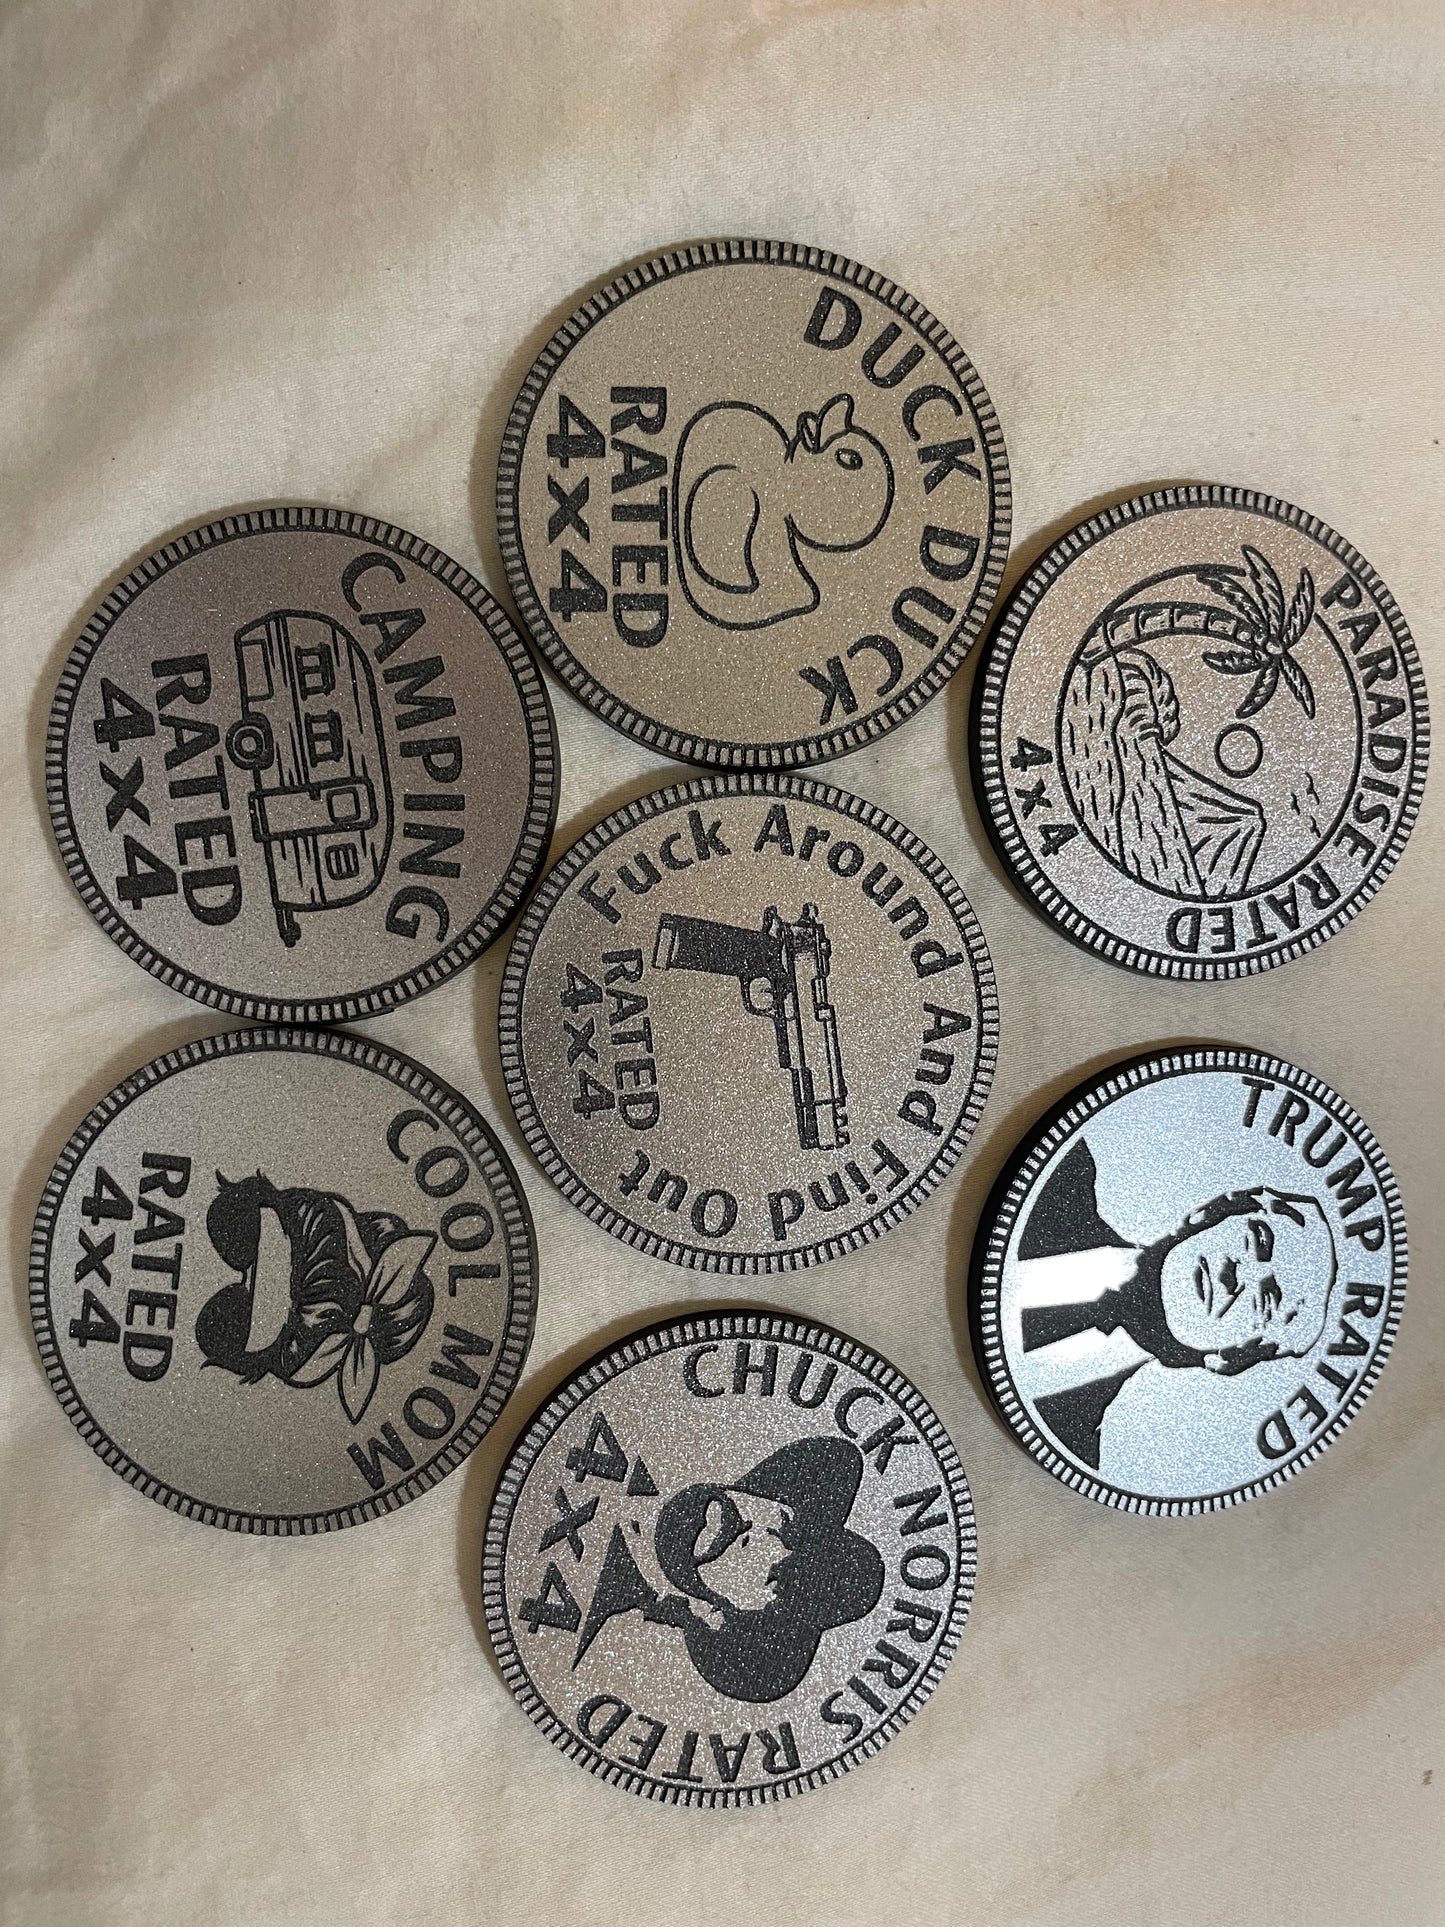 DUCK DUCK
RATED
4x4
PARADISE RATED
4x4
CAMPING
RATED
4x4
Fuck Around And Find Out
RATED
4x4
TRUMP RATED
COOL MOM
RATED
4x4
CHUCK NORRIS RATED
4x4